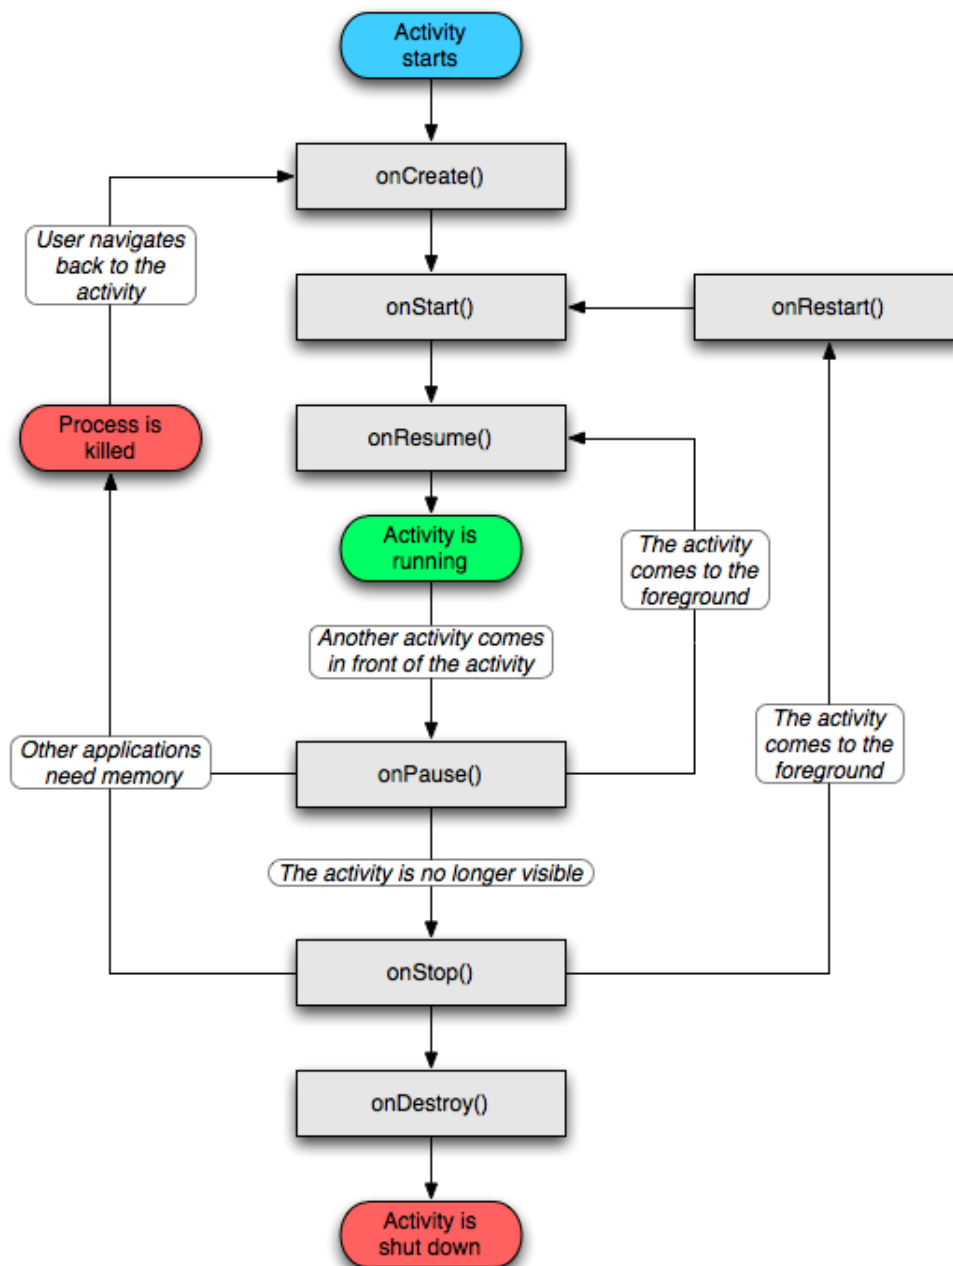 Activity
starts
onCreate()
User navigates
back to the
activity
onStart()
onRestart()
Process is
killed
onResume()
Activity is
running
The activity
comes to the
foreground
Another activity comes
in front of the activity
The activity
comes to the
foreground
Other applications
need memory
onPause()
The activity is no longer visible
onStop()
onDestroy()
Activity is
shut down